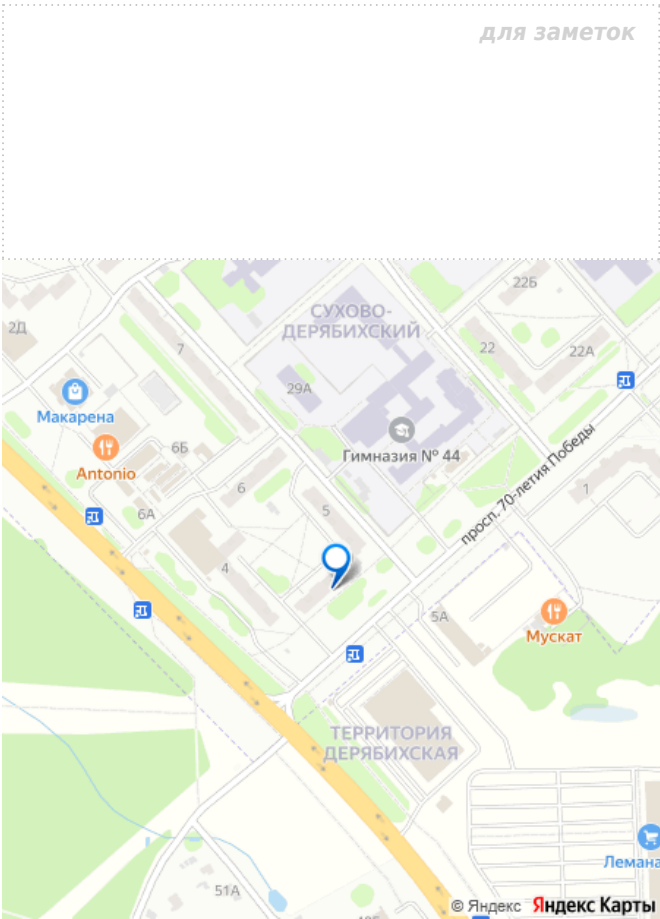 для заметок
22Б
СУХОВО-
ДЕРЯБИХСКИЙ
2Д
7
22
22А
29А
Макарена
Гимназия № 44
6Б
Antonio
просп. 70-летия Победы
6
1
5
6А
4
5А
Мускат
ТЕРРИТОРИЯ
ДЕРЯБИХСКАЯ
Лемана
51А
© Яндекс Яндекс Карты